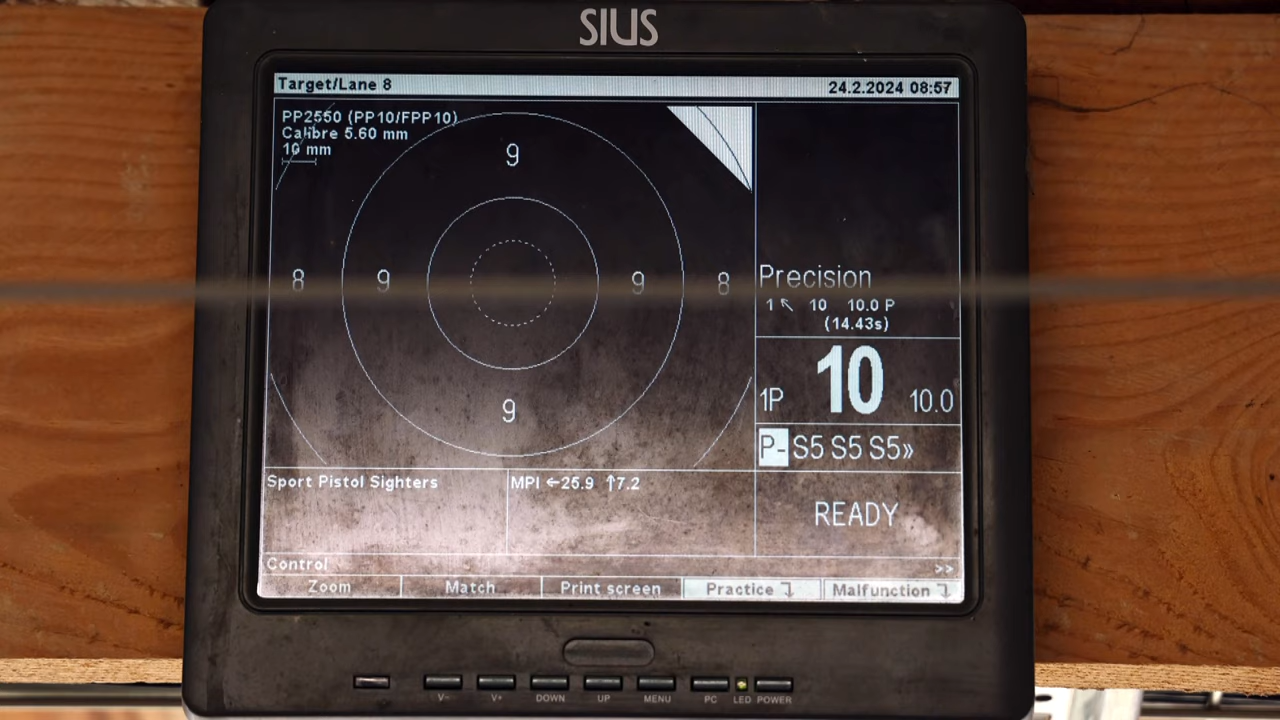 SIUS
Target/Lane 8
24.2.2024 08:57
PP2550 (PP10/FPP10)
Calibre 5.60 mm
10 mm
9
8 9 9 8
9
Precision
1 ↖ 10 10.0 P
(14.43s)
1P 10 10.0
P- S5 S5 S5»
Sport Pistol Sighters
MPI ←25.9 ↑7.2
READY
Control >>
Zoom Match Print screen Practice Malfunction
V- V+ DOWN UP MENU PC LED POWER